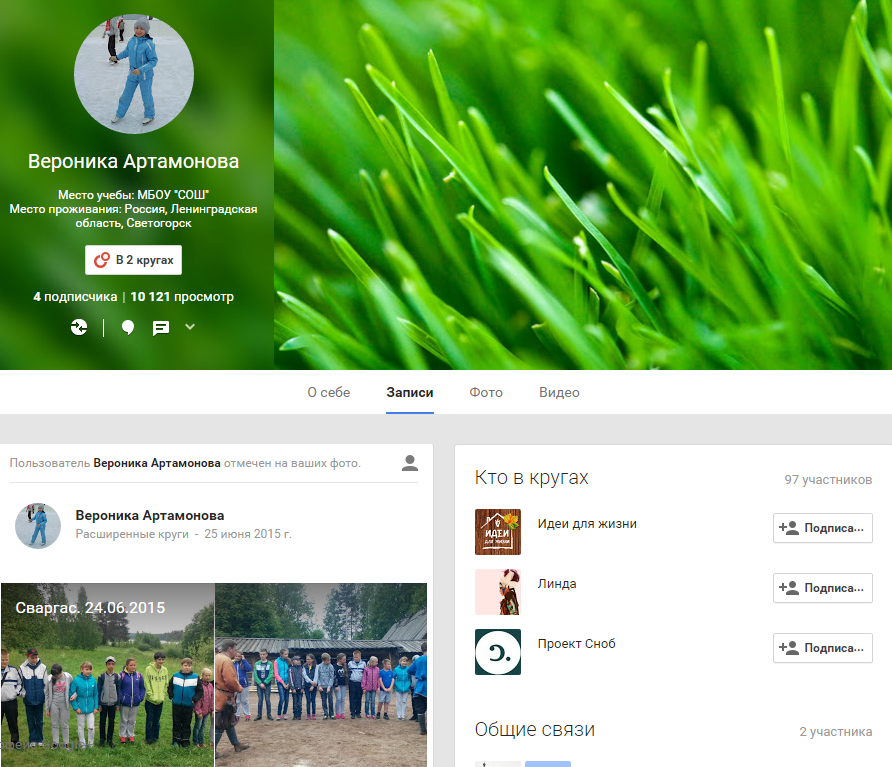 Вероника Артамонова
Место учебы: МБОУ "СОШ"
Место проживания: Россия, Ленинградская
область, Светогорск
В 2 кругах
4 подписчика | 10 121 просмотр
О себе
Записи
Фото
Видео
Пользователь Вероника Артамонова отмечен на ваших фото.
Вероника Артамонова
Расширенные круги - 25 июня 2015 г.
Сваргас. 24.06.2015
Кто в кругах
97 участников
ИДЕИ
ДЛЯ ЖИЗНИ
Идеи для жизни
Подписа...
Линда
Подписа...
Проект Сноб
Подписа...
Общие связи
2 участника